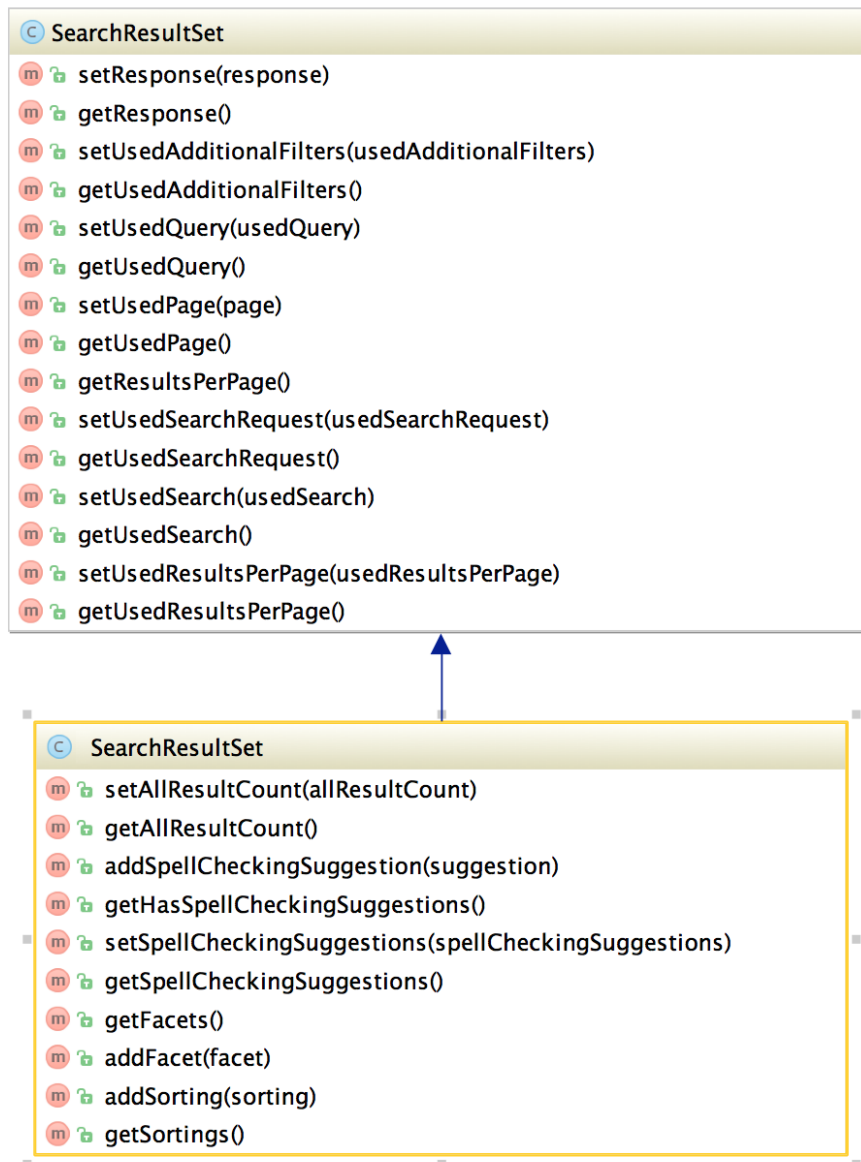 C SearchResultSet
m setResponse(response)
m getResponse()
m setUsedAdditionalFilters(usedAdditionalFilters)
m getUsedAdditionalFilters()
m setUsedQuery(usedQuery)
m getUsedQuery()
m setUsedPage(page)
m getUsedPage()
m getResultsPerPage()
m setUsedSearchRequest(usedSearchRequest)
m getUsedSearchRequest()
m setUsedSearch(usedSearch)
m getUsedSearch()
m setUsedResultsPerPage(usedResultsPerPage)
m getUsedResultsPerPage()
C SearchResultSet
m setAllResultCount(allResultCount)
m getAllResultCount()
m addSpellCheckingSuggestion(suggestion)
m getHasSpellCheckingSuggestions()
m setSpellCheckingSuggestions(spellCheckingSuggestions)
m getSpellCheckingSuggestions()
m getFacets()
m addFacet(facet)
m addSorting(sorting)
m getSortings()